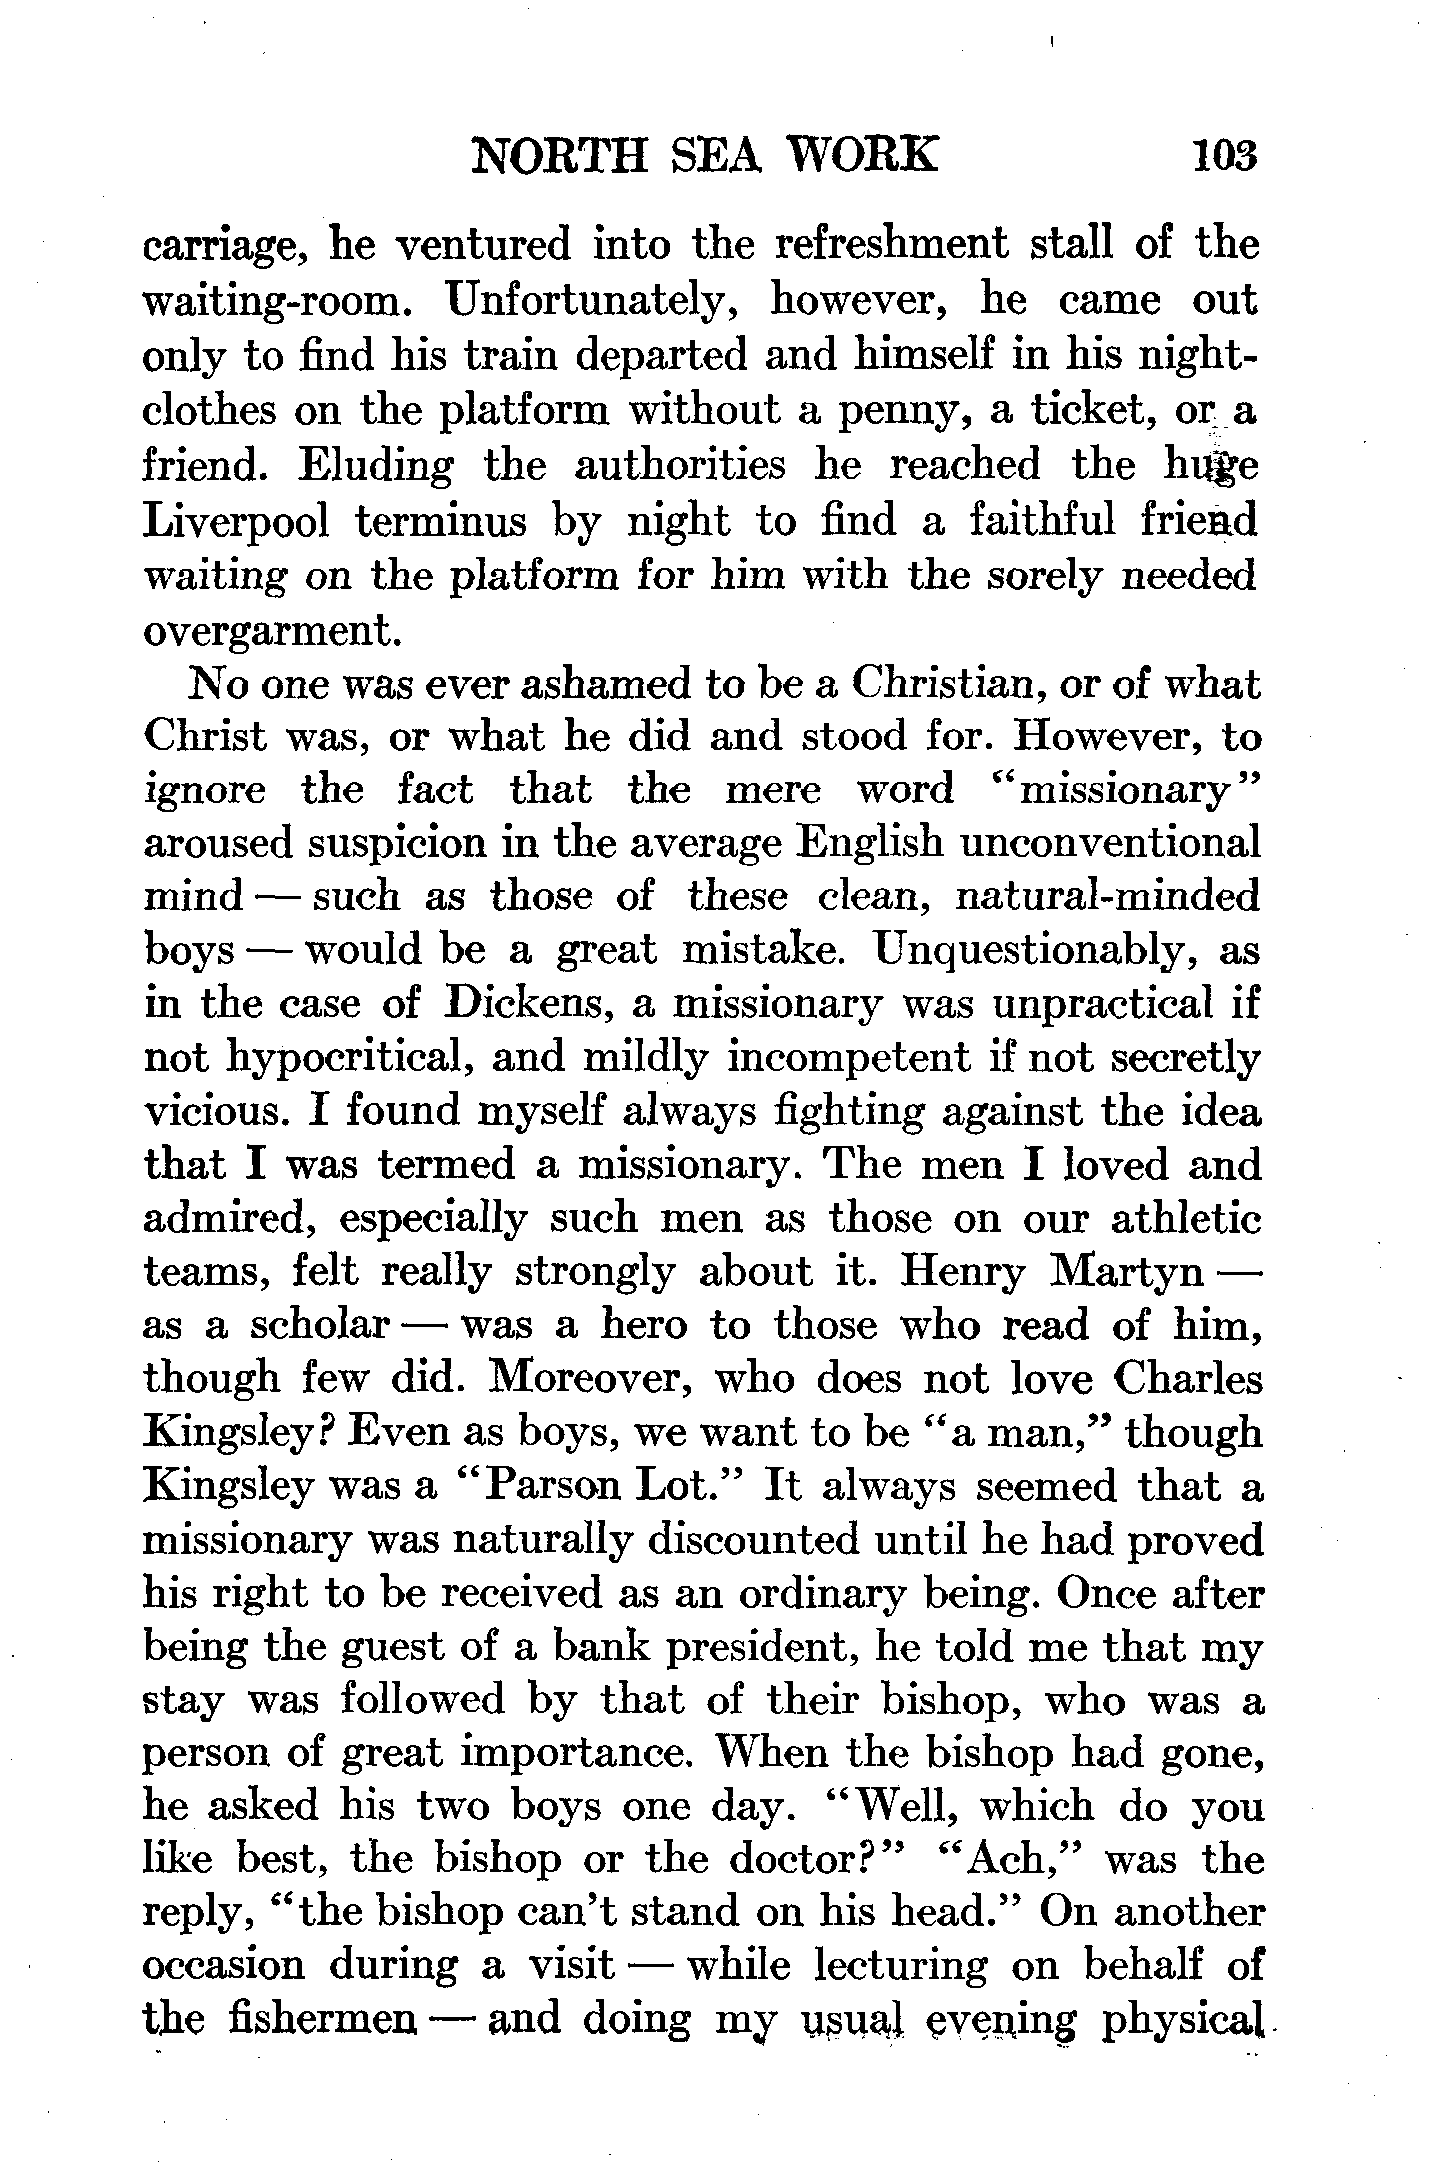 NORTH SEA WORK 103
carriage, he ventured into the refreshment stall of the
waiting-room. Unfortunately, however, he came out
only to find his train departed and himself in his night-
clothes on the platform without a penny, a ticket, or a
friend. Eluding the authorities he reached the huge
Liverpool terminus by night to find a faithful friend
waiting on the platform for him with the sorely needed
overgarment.
No one was ever ashamed to be a Christian, or of what
Christ was, or what he did and stood for. However, to
ignore the fact that the mere word “missionary”
aroused suspicion in the average English unconventional
mind — such as those of these clean, natural-minded
boys — would be a great mistake. Unquestionably, as
in the case of Dickens, a missionary was unpractical if
not hypocritical, and mildly incompetent if not secretly
vicious. I found myself always fighting against the idea
that I was termed a missionary. The men I loved and
admired, especially such men as those on our athletic
teams, felt really strongly about it. Henry Martyn —
as a scholar — was a hero to those who read of him,
though few did. Moreover, who does not love Charles
Kingsley? Even as boys, we want to be “a man,” though
Kingsley was a “Parson Lot.” It always seemed that a
missionary was naturally discounted until he had proved
his right to be received as an ordinary being. Once after
being the guest of a bank president, he told me that my
stay was followed by that of their bishop, who was a
person of great importance. When the bishop had gone,
he asked his two boys one day. “Well, which do you
like best, the bishop or the doctor?” “Ach,” was the
reply, “the bishop can’t stand on his head.” On another
occasion during a visit — while lecturing on behalf of
the fishermen — and doing my usual evening physical